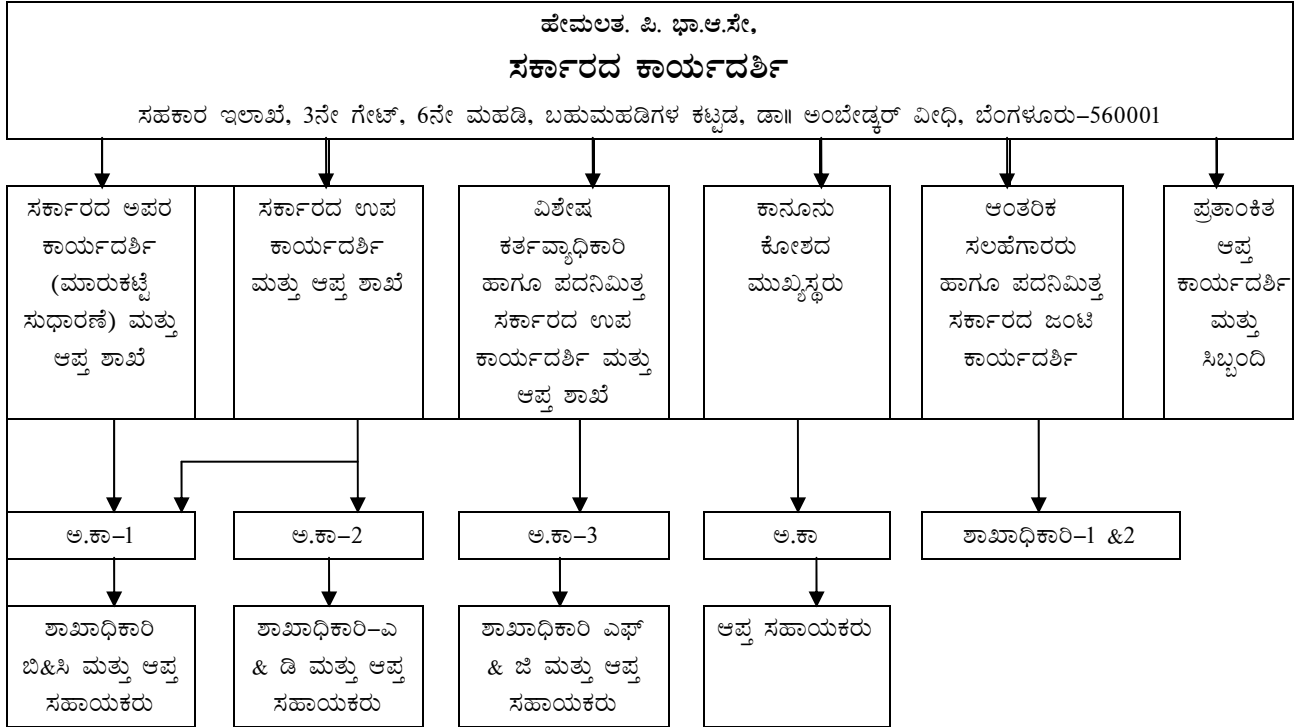 ಹೇಮಲತ. ಪಿ. ಭಾ.ಆ.ಸೇ,
ಸರ್ಕಾರದ ಕಾರ್ಯದರ್ಶಿ
ಸಹಕಾರ ಇಲಾಖೆ, 3ನೇ ಗೇಟ್, 6ನೇ ಮಹಡಿ, ಬಹುಮಹಡಿಗಳ ಕಟ್ಟಡ, ಡಾ॥ ಅಂಬೇಡ್ಕರ್ ವೀಧಿ, ಬೆಂಗಳೂರು–560001
ಸರ್ಕಾರದ ಅಪರ
ಕಾರ್ಯದರ್ಶಿ
(ಮಾರುಕಟ್ಟೆ
ಸುಧಾರಣೆ) ಮತ್ತು
ಆಪ್ತ ಶಾಖೆ
ಸರ್ಕಾರದ ಉಪ
ಕಾರ್ಯದರ್ಶಿ
ಮತ್ತು ಆಪ್ತ ಶಾಖೆ
ವಿಶೇಷ
ಕರ್ತವ್ಯಾಧಿಕಾರಿ
ಹಾಗೂ ಪದನಿಮಿತ್ತ
ಸರ್ಕಾರದ ಉಪ
ಕಾರ್ಯದರ್ಶಿ ಮತ್ತು
ಆಪ್ತ ಶಾಖೆ
ಕಾನೂನು
ಕೋಶದ
ಮುಖ್ಯಸ್ಥರು
ಆಂತರಿಕ
ಸಲಹೆಗಾರರು
ಹಾಗೂ ಪದನಿಮಿತ್ತ
ಸರ್ಕಾರದ ಜಂಟಿ
ಕಾರ್ಯದರ್ಶಿ
ಪ್ರತಾಂಕಿತ
ಆಪ್ತ
ಕಾರ್ಯದರ್ಶಿ
ಮತ್ತು
ಸಿಬ್ಬಂದಿ
ಅ.ಕಾ–1
ಅ.ಕಾ–2
ಅ.ಕಾ–3
ಅ.ಕಾ
ಶಾಖಾಧಿಕಾರಿ–1 &2
ಶಾಖಾಧಿಕಾರಿ
ಬಿ&ಸಿ ಮತ್ತು ಆಪ್ತ
ಸಹಾಯಕರು
ಶಾಖಾಧಿಕಾರಿ–ಎ
& ಡಿ ಮತ್ತು ಆಪ್ತ
ಸಹಾಯಕರು
ಶಾಖಾಧಿಕಾರಿ ಎಫ್
& ಜಿ ಮತ್ತು ಆಪ್ತ
ಸಹಾಯಕರು
ಆಪ್ತ ಸಹಾಯಕರು